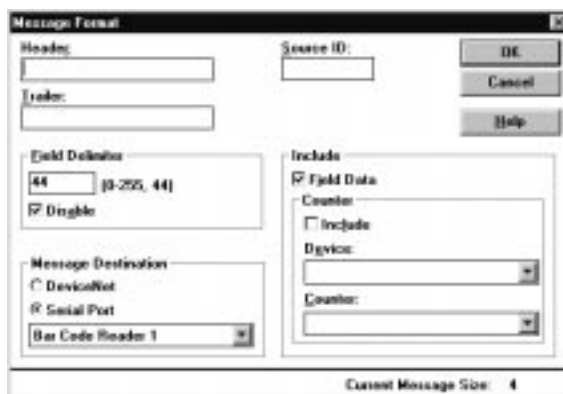 Message Format
Header:
Source ID:
OK
Cancel
Trailer:
Help
Field Delimiter
44 (0-255, 44)
Disable
Include
Field Data
Counter
Include
Device:
Counter:
Message Destination
DeviceNet
Serial Port
Bar Code Reader 1
Current Message Size: 4